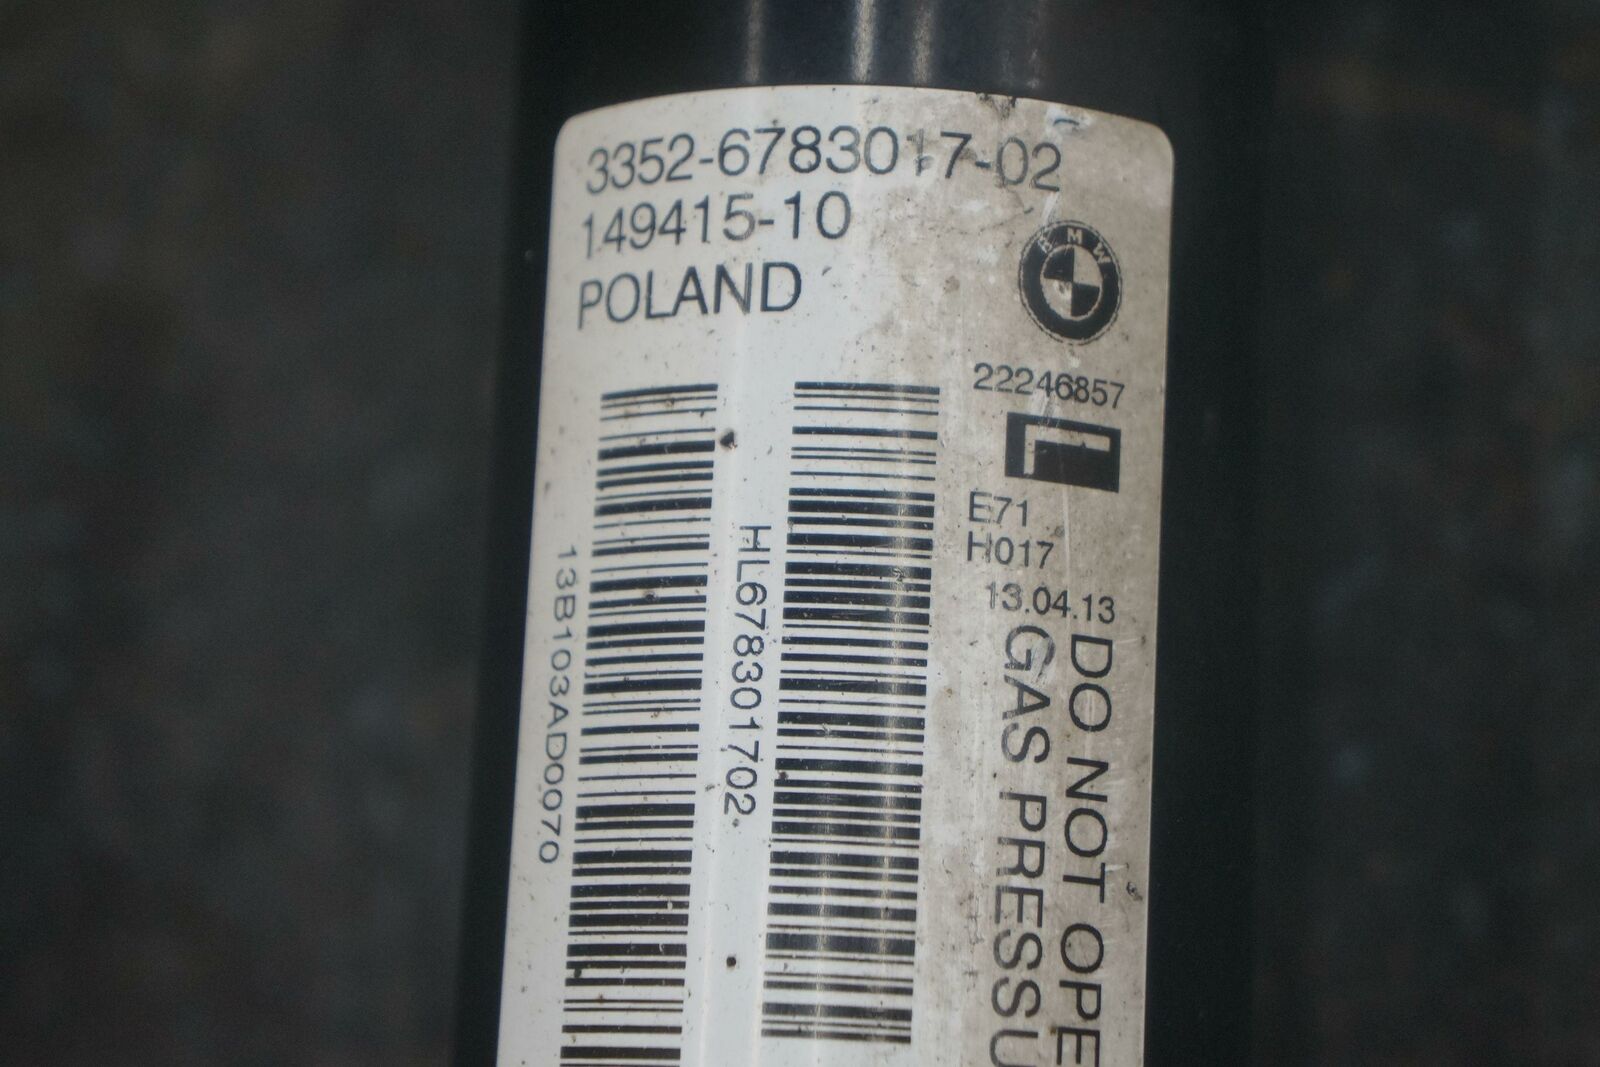 3352-6783017-02
149415-10
POLAND
BMW
22246857
L
E71
H017
13.04.13
DO NOT OPE
GAS PRESSU
HL678301702
13B103AD0070